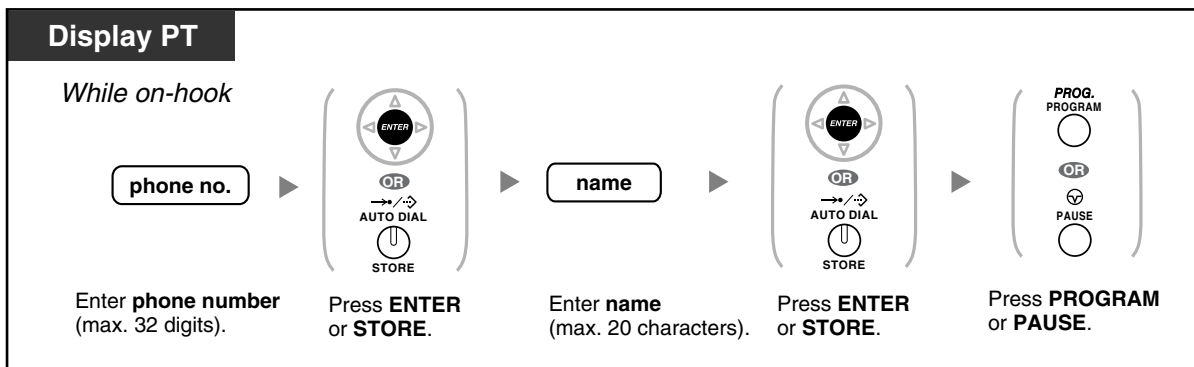 Display PT
While on-hook
phone no.
ENTER
OR
AUTO DIAL
STORE
name
ENTER
OR
AUTO DIAL
STORE
PROG.
PROGRAM
OR
PAUSE
Enter phone number
(max. 32 digits).
Press ENTER
or STORE.
Enter name
(max. 20 characters).
Press ENTER
or STORE.
Press PROGRAM
or PAUSE.